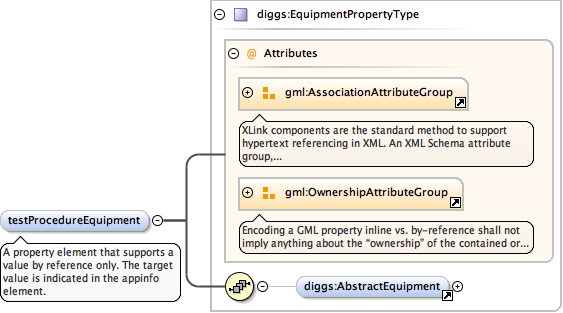 diggs:EquipmentPropertyType
@ Attributes
gml:AssociationAttributeGroup
XLink components are the standard method to support
hypertext referencing in XML. An XML Schema attribute
group,...
gml:OwnershipAttributeGroup
Encoding a GML property inline vs. by-reference shall not
imply anything about the "ownership" of the contained or...
testProcedureEquipment
A property element that supports a
value by reference only. The target
value is indicated in the appinfo
element.
diggs:AbstractEquipment